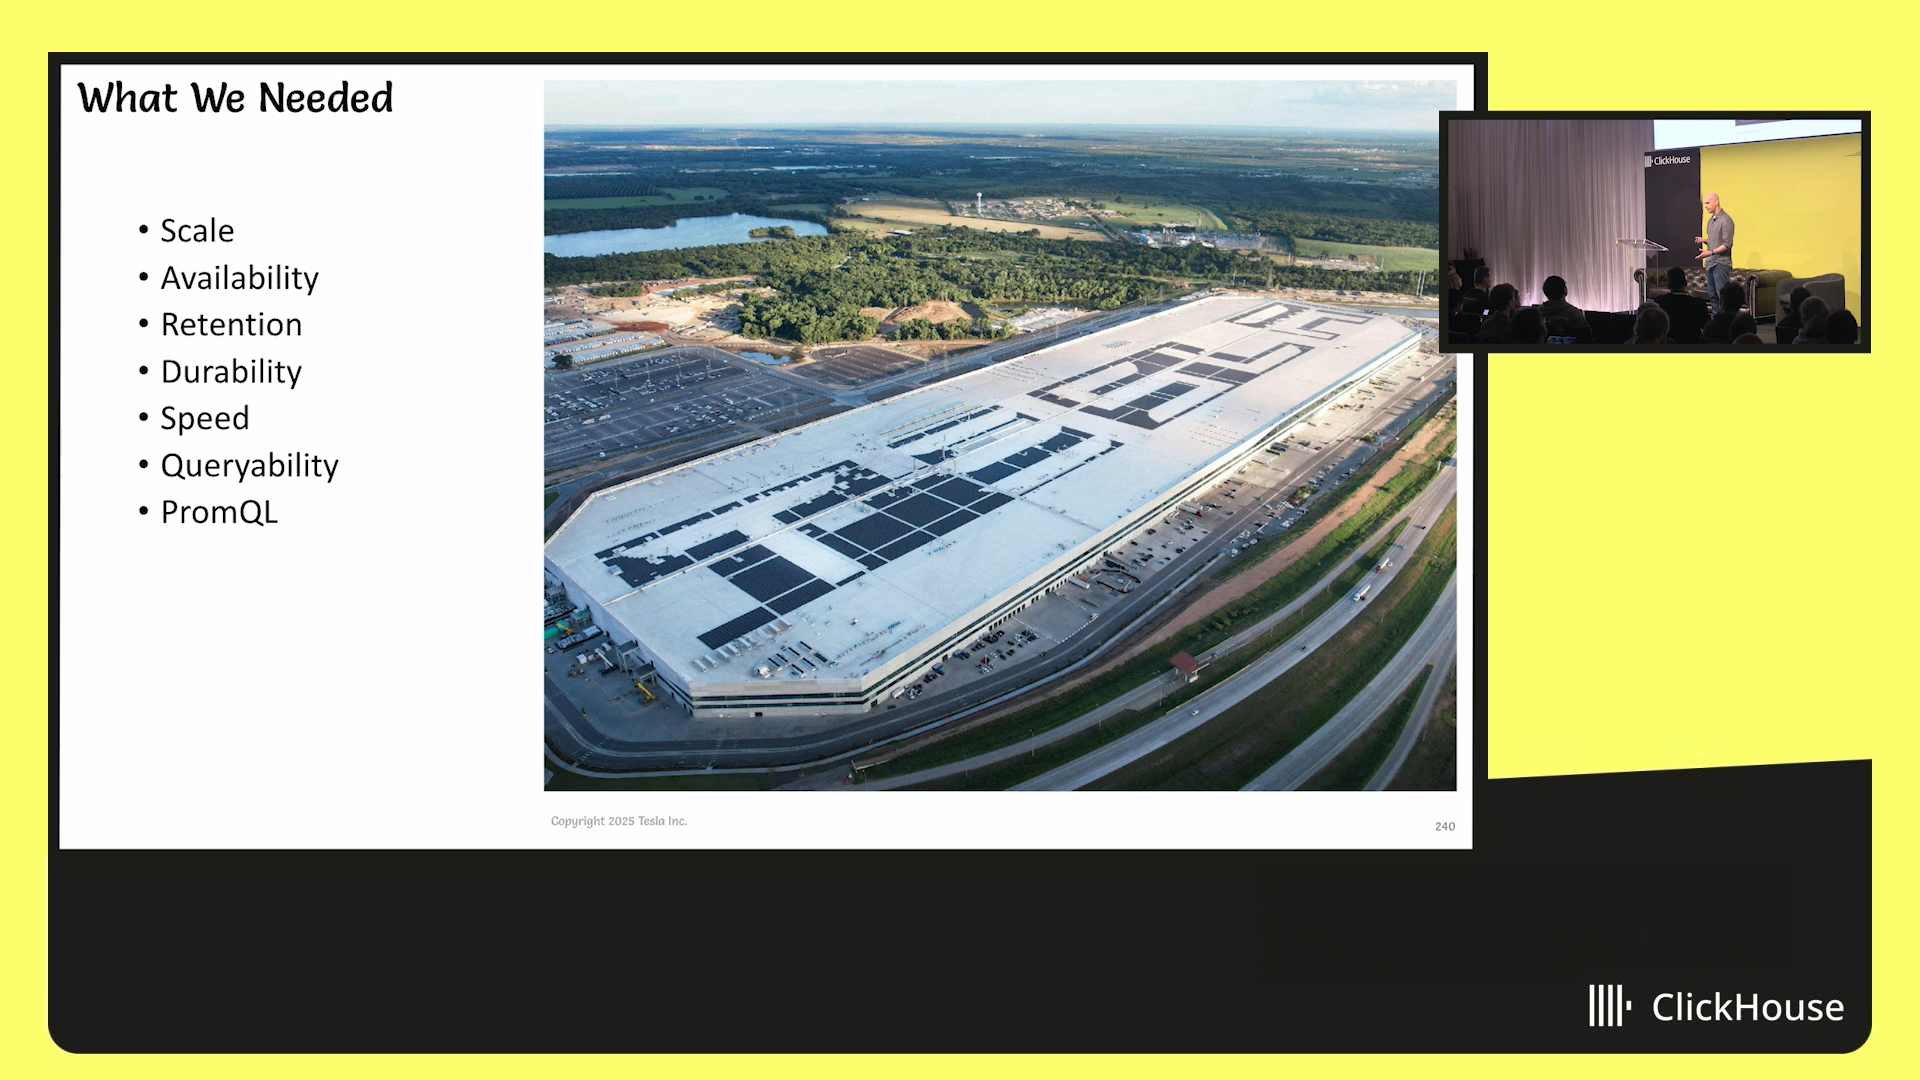 What We Needed
• Scale
• Availability
• Retention
• Durability
• Speed
• Queryability
• PromQL
Copyright 2025 Tesla Inc.
240
ClickHouse
ClickHouse